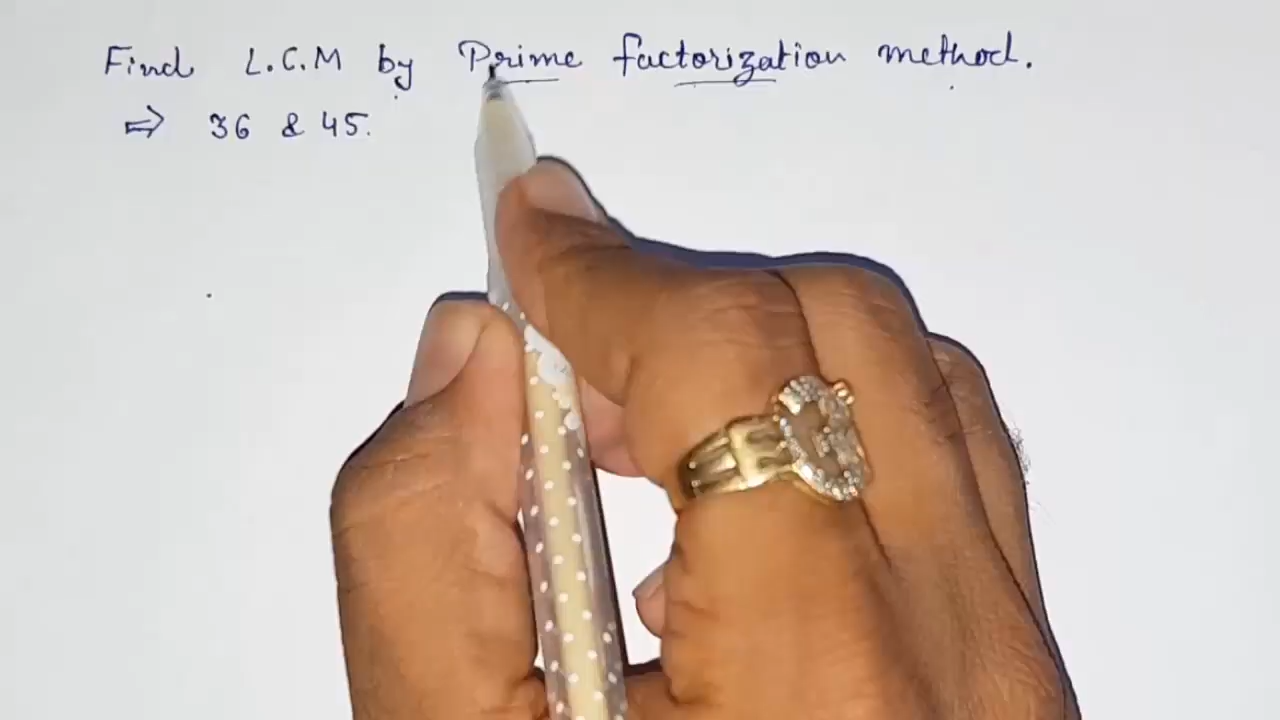 Find L.C.M by Prime factorization method.
⇒ 36 & 45.